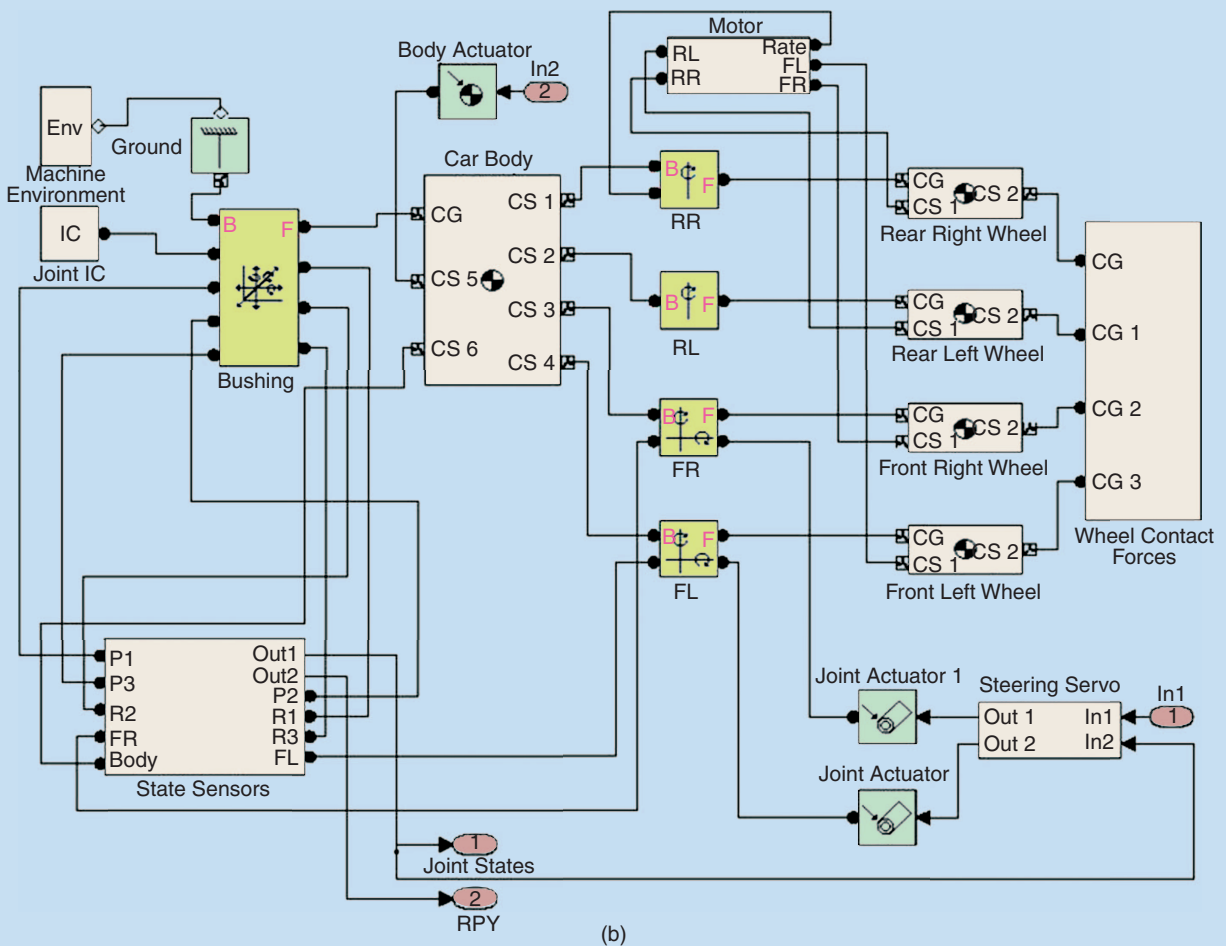 Motor
RL
RR
Rate
FL
FR
Body Actuator
In2
2
Env
Machine
Environment
Ground
IC
Joint IC
B
F
Bushing
Car Body
CG
CS 5
CS 6
CS 1
CS 2
CS 3
CS 4
B
F
RR
B
F
RL
B
F
FR
B
F
FL
CG
CS 1
CS 2
Rear Right Wheel
CG
CS 1
CS 2
Rear Left Wheel
CG
CS 1
CS 2
Front Right Wheel
CG
CS 1
CS 2
Front Left Wheel
CG
CG 1
CG 2
CG 3
Wheel Contact
Forces
P1
P3
R2
FR
Body
Out1
Out2
P2
R1
R3
FL
State Sensors
Joint Actuator 1
Joint Actuator
Steering Servo
Out 1
Out 2
In1
In2
In1
1
1
Joint States
2
RPY
(b)